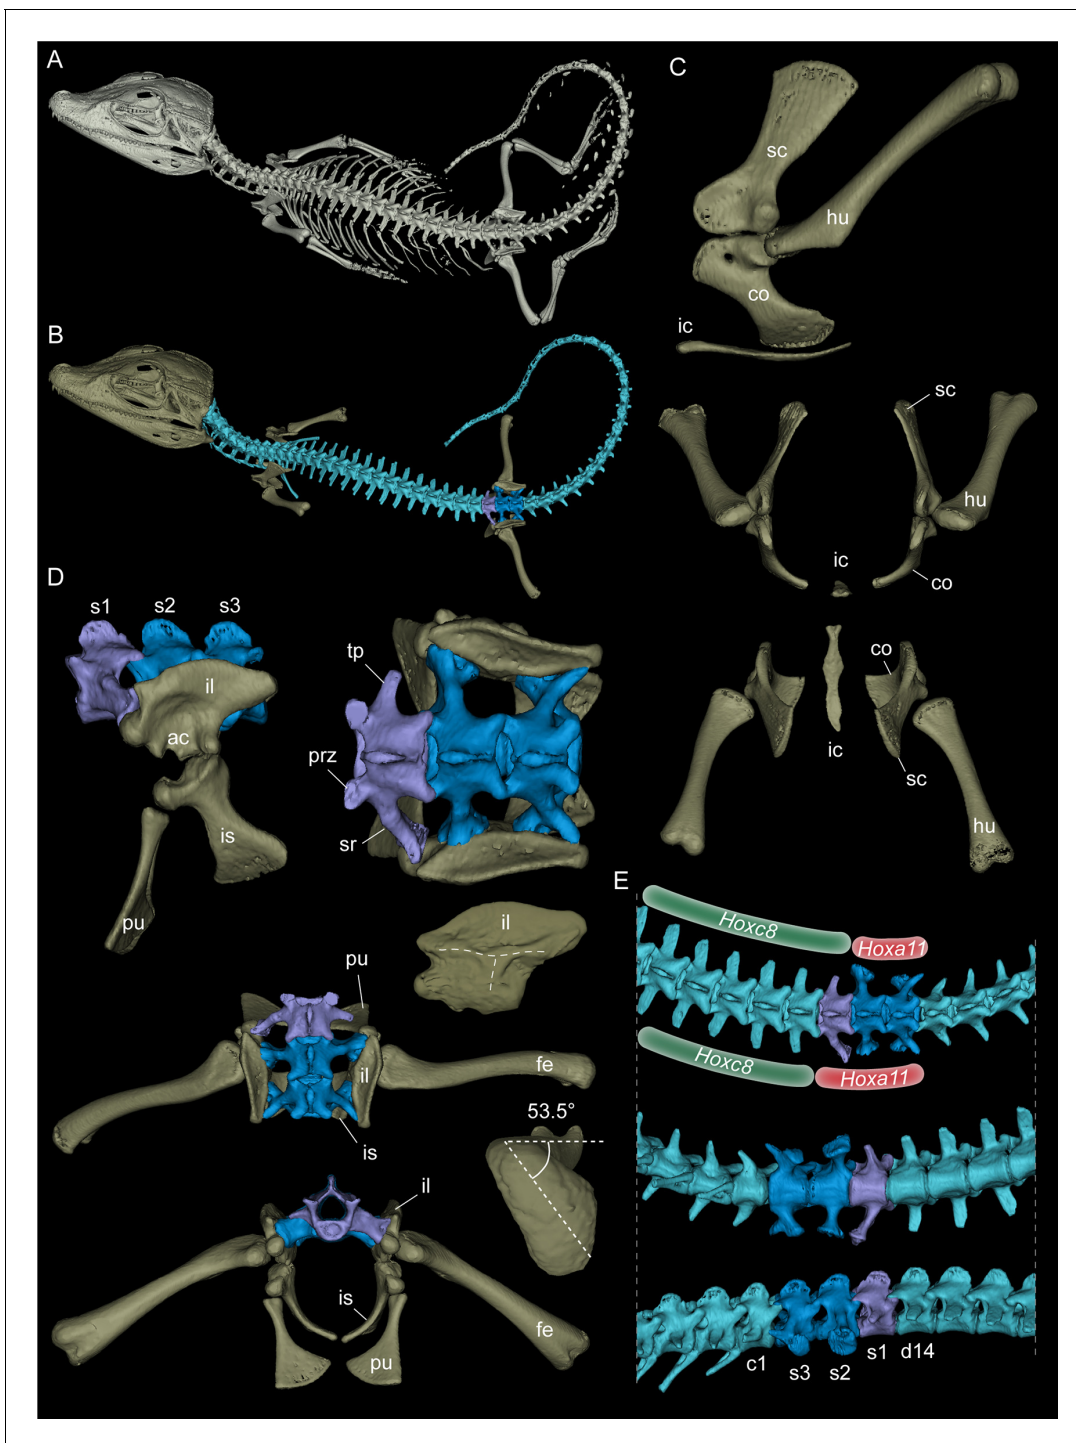 A
B
C
sc
hu
co
ic
sc
hu
ic
co
co
ic
sc
hu
D
s1 s2 s3
il
ac
is
pu
tp
prz
sr
il
pu
fe
il
is
53.5°
il
is
fe
pu
E
Hoxc8
Hoxa11
Hoxc8
Hoxa11
c1 s3 s2 s1 d14